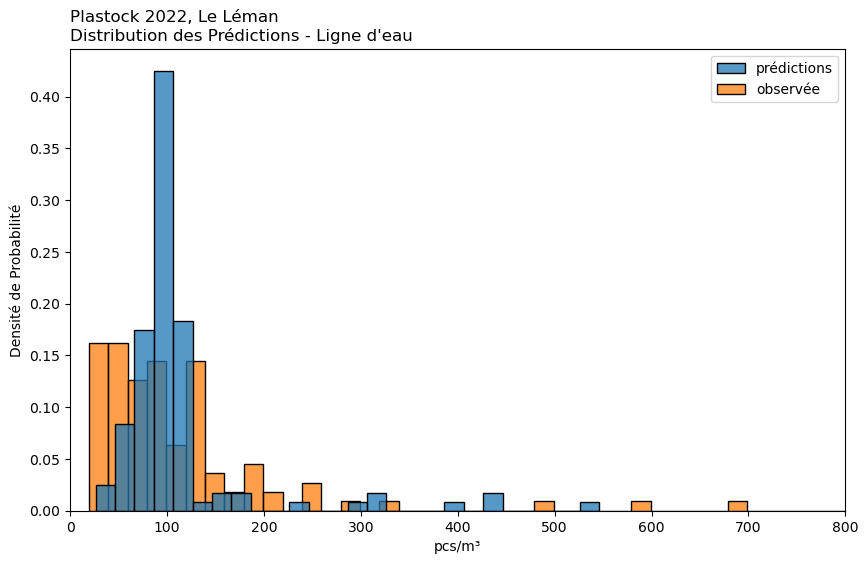 Plastock 2022, Le Léman
Distribution des Prédictions - Ligne d'eau
prédictions
observée
Densité de Probabilité
0.40
0.35
0.30
0.25
0.20
0.15
0.10
0.05
0.00
0 100 200 300 400 500 600 700 800
pcs/m³